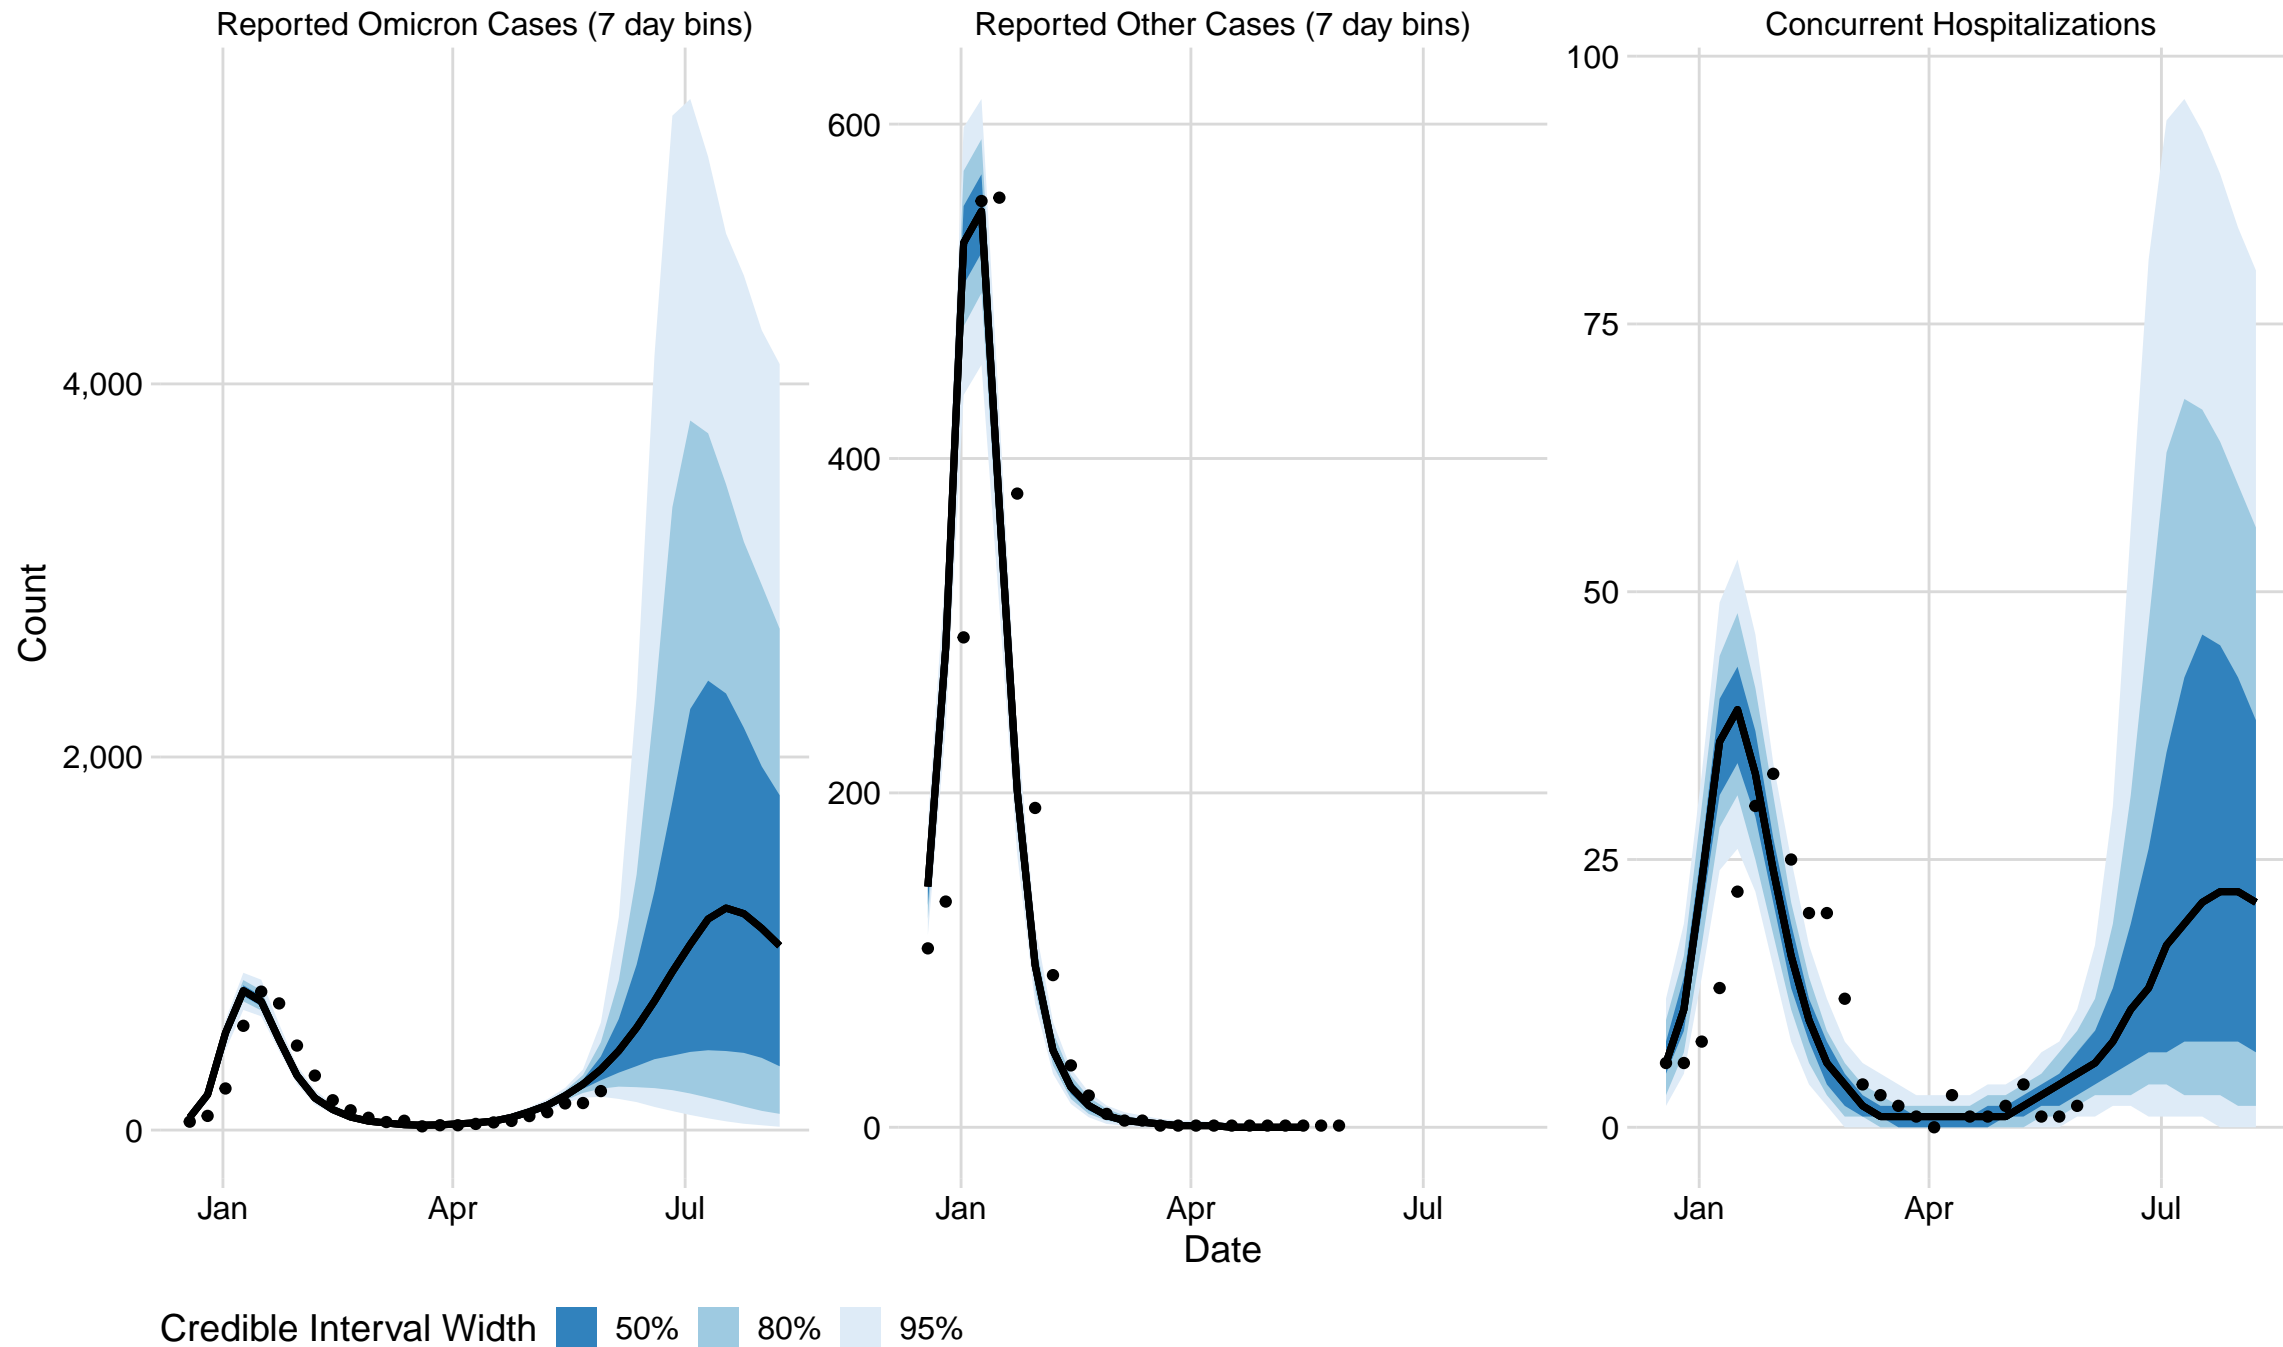 Reported Omicron Cases (7 day bins)
Reported Other Cases (7 day bins)
Concurrent Hospitalizations
Count
4,000
2,000
0
Jan
Apr
Jul
600
400
200
0
Jan
Apr
Jul
100
75
50
25
0
Jan
Apr
Jul
Date
Credible Interval Width
50%
80%
95%